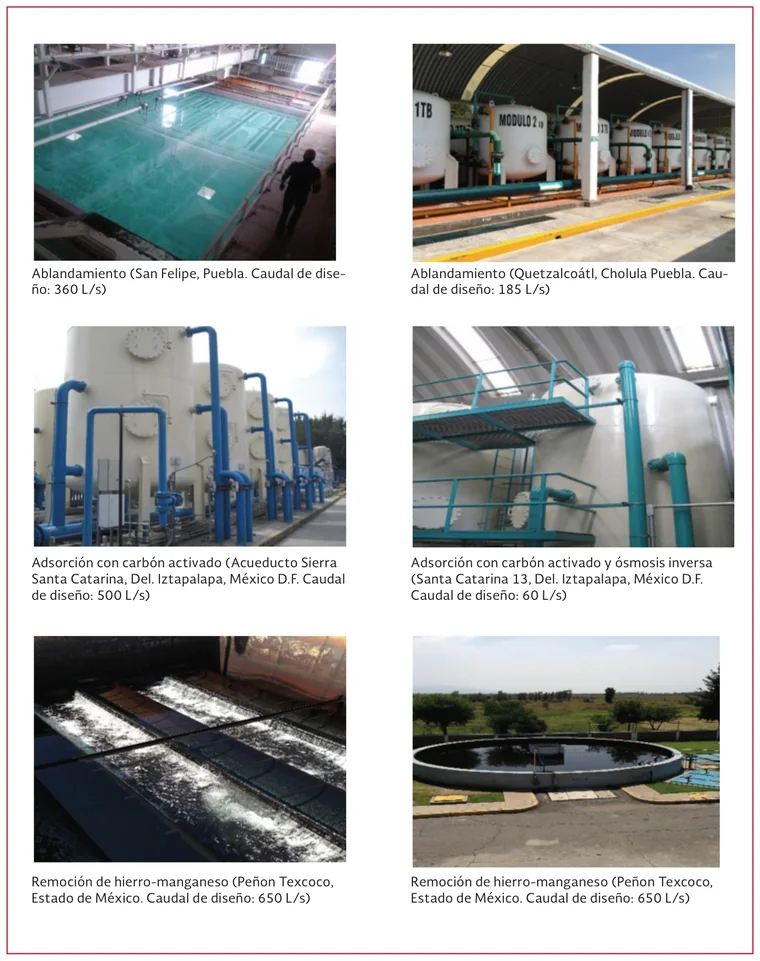 1TB
MODULO 2
Ablandamiento (San Felipe, Puebla. Caudal de dise-
ño: 360 L/s)
Ablandamiento (Quetzalcoátl, Cholula Puebla. Cau-
dal de diseño: 185 L/s)
Adsorción con carbón activado (Acueducto Sierra
Santa Catarina, Del. Iztapalapa, México D.F. Caudal
de diseño: 500 L/s)
Adsorción con carbón activado y ósmosis inversa
(Santa Catarina 13, Del. Iztapalapa, México D.F.
Caudal de diseño: 60 L/s)
Remoción de hierro-manganeso (Peñon Texcoco,
Estado de México. Caudal de diseño: 650 L/s)
Remoción de hierro-manganeso (Peñon Texcoco,
Estado de México. Caudal de diseño: 650 L/s)